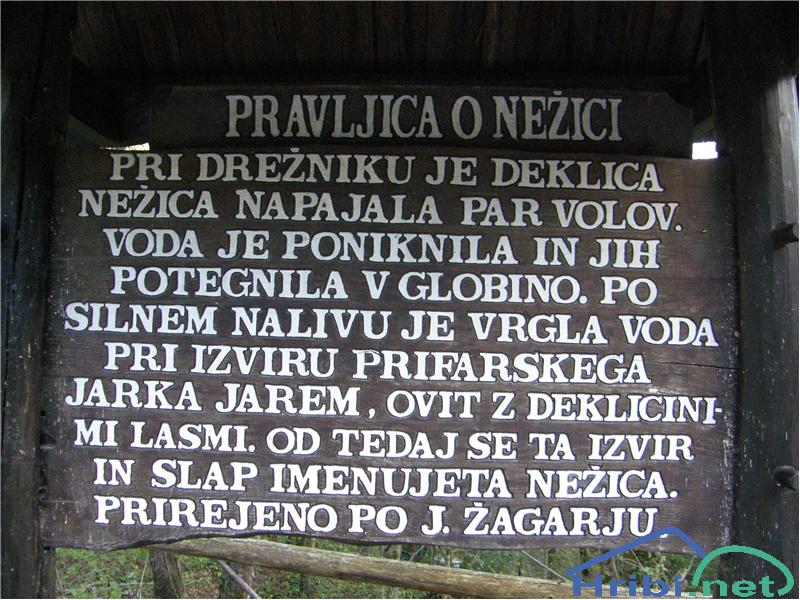 PRAVLJICA O NEŽICI
PRI DREŽNIKU JE DEKLICA
NEŽICA NAPAJALA PAR VOLOV.
VODA JE PONIKNILA IN JIH
POTEGNILA V GLOBINO. PO
SILNEM NALIVU JE VRGLA VODA
PRI IZVIRU PRIFARSKEGA
JARKA JAREM, OVIT Z DEKLICINI-
MI LASMI. OD TEDAJ SE TA IZVIR
IN SLAP IMENUJETA NEŽICA.
PRIREJENO PO J. ŽAGARJU.
Hribi.net